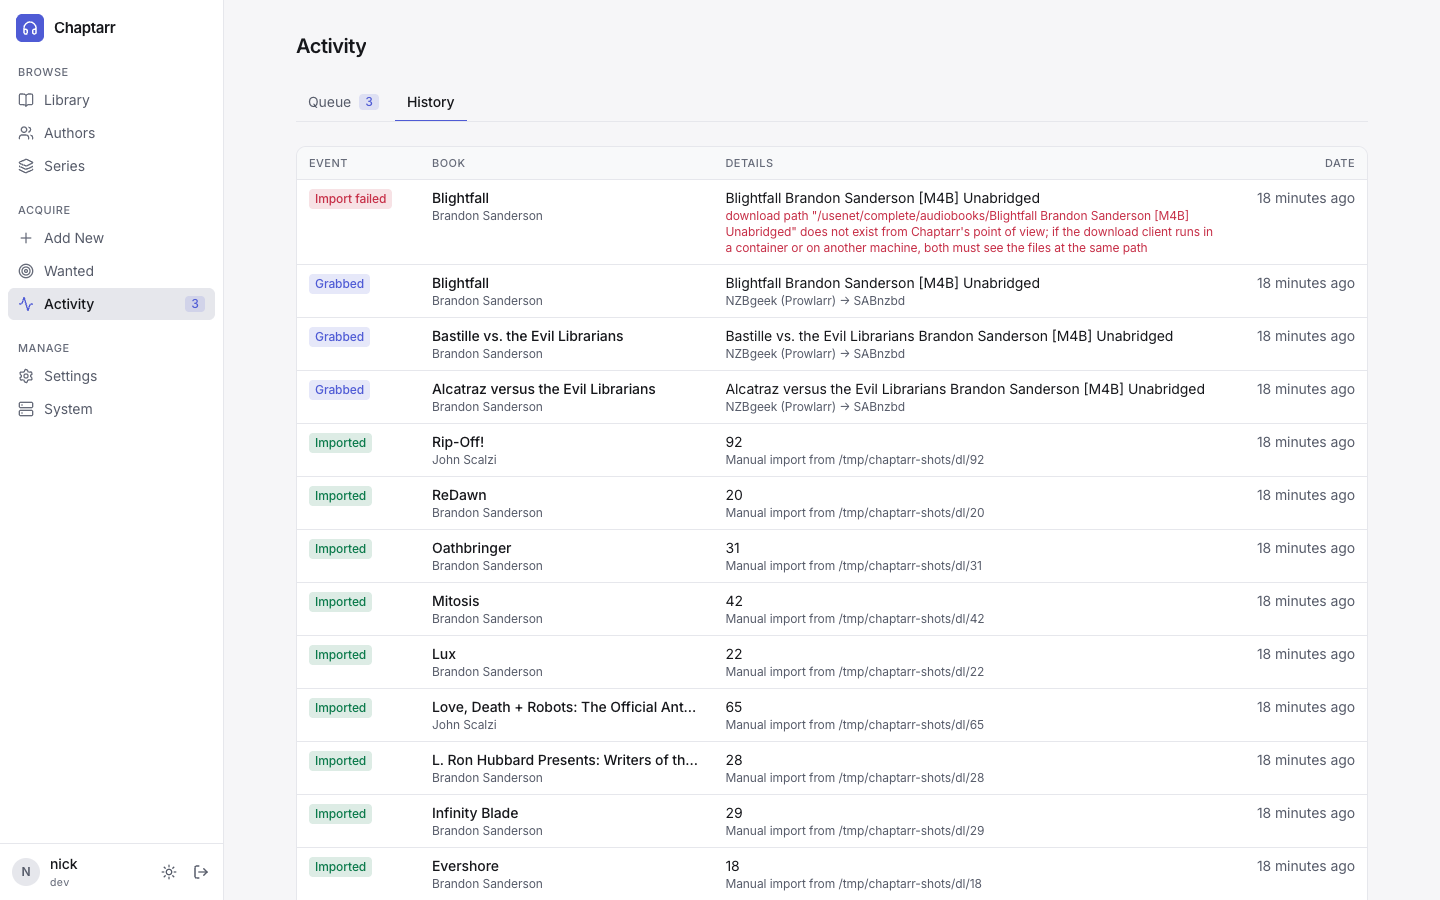 Chaptarr
BROWSE
Library
Authors
Series
ACQUIRE
Add New
Wanted
Activity 3
MANAGE
Settings
System
N
nick
dev
Activity
Queue 3
History
EVENT BOOK DETAILS DATE
Import failed Blightfall Blightfall Brandon Sanderson [M4B] Unabridged 18 minutes ago
Brandon Sanderson download path "/usenet/complete/audiobooks/Blightfall Brandon Sanderson [M4B]
Unabridged" does not exist from Chaptarr's point of view; if the download client runs in
a container or on another machine, both must see the files at the same path
Grabbed Blightfall Blightfall Brandon Sanderson [M4B] Unabridged 18 minutes ago
Brandon Sanderson NZBgeek (Prowlarr) → SABnzbd
Grabbed Bastille vs. the Evil Librarians Bastille vs. the Evil Librarians Brandon Sanderson [M4B] Unabridged 18 minutes ago
Brandon Sanderson NZBgeek (Prowlarr) → SABnzbd
Grabbed Alcatraz versus the Evil Librarians Alcatraz versus the Evil Librarians Brandon Sanderson [M4B] Unabridged 18 minutes ago
Brandon Sanderson NZBgeek (Prowlarr) → SABnzbd
Imported Rip-Off! 92 18 minutes ago
John Scalzi Manual import from /tmp/chaptarr-shots/dl/92
Imported ReDawn 20 18 minutes ago
Brandon Sanderson Manual import from /tmp/chaptarr-shots/dl/20
Imported Oathbringer 31 18 minutes ago
Brandon Sanderson Manual import from /tmp/chaptarr-shots/dl/31
Imported Mitosis 42 18 minutes ago
Brandon Sanderson Manual import from /tmp/chaptarr-shots/dl/42
Imported Lux 22 18 minutes ago
Brandon Sanderson Manual import from /tmp/chaptarr-shots/dl/22
Imported Love, Death + Robots: The Official Ant... 65 18 minutes ago
John Scalzi Manual import from /tmp/chaptarr-shots/dl/65
Imported L. Ron Hubbard Presents: Writers of th... 28 18 minutes ago
Brandon Sanderson Manual import from /tmp/chaptarr-shots/dl/28
Imported Infinity Blade 29 18 minutes ago
Brandon Sanderson Manual import from /tmp/chaptarr-shots/dl/29
Imported Evershore 18 18 minutes ago
Brandon Sanderson Manual import from /tmp/chaptarr-shots/dl/18